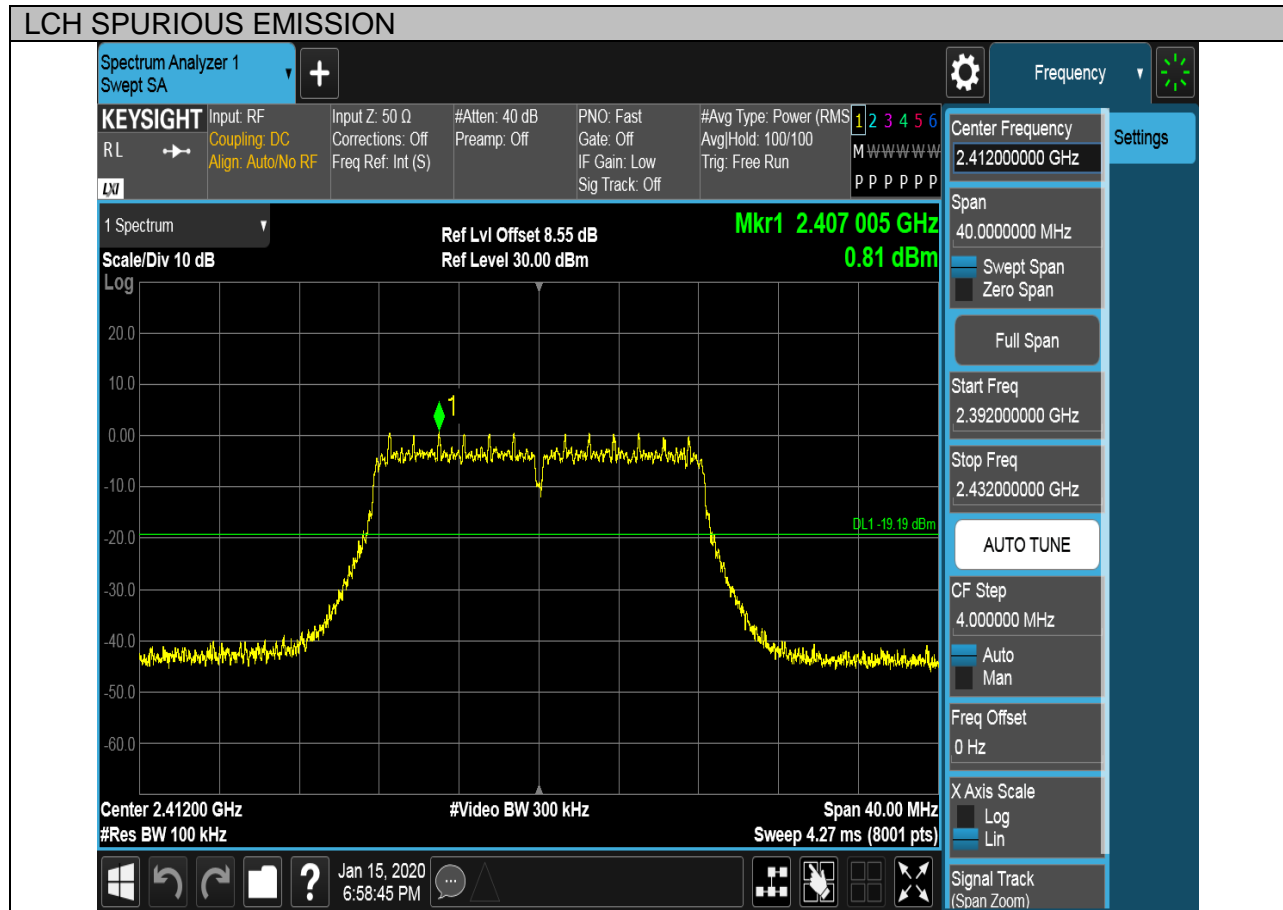 LCH SPURIOUS EMISSION
Spectrum Analyzer 1
Swept SA
+
Frequency
KEYSIGHT
RL
LXI
Input: RF
Coupling: DC
Align: Auto/No RF
Input Z: 50 Ω
Corrections: Off
Freq Ref: Int (S)
#Atten: 40 dB
Preamp: Off
PNO: Fast
Gate: Off
IF Gain: Low
Sig Track: Off
#Avg Type: Power (RMS
Avg|Hold: 100/100
Trig: Free Run
1 2 3 4 5 6
M W W W W W
P P P P P P
1 Spectrum
Scale/Div 10 dB
Log
Ref Lvl Offset 8.55 dB
Ref Level 30.00 dBm
Mkr1 2.407 005 GHz
0.81 dBm
20.0
10.0
0.00
-10.0
-20.0
-30.0
-40.0
-50.0
-60.0
1
DL1 -19.19 dBm
Center 2.41200 GHz
#Res BW 100 kHz
#Video BW 300 kHz
Span 40.00 MHz
Sweep 4.27 ms (8001 pts)
Center Frequency
2.412000000 GHz
Settings
Span
40.0000000 MHz
Swept Span
Zero Span
Full Span
Start Freq
2.392000000 GHz
Stop Freq
2.432000000 GHz
AUTO TUNE
CF Step
4.000000 MHz
Auto
Man
Freq Offset
0 Hz
X Axis Scale
Log
Lin
Signal Track
(Span Zoom)
?
Jan 15, 2020
6:58:45 PM